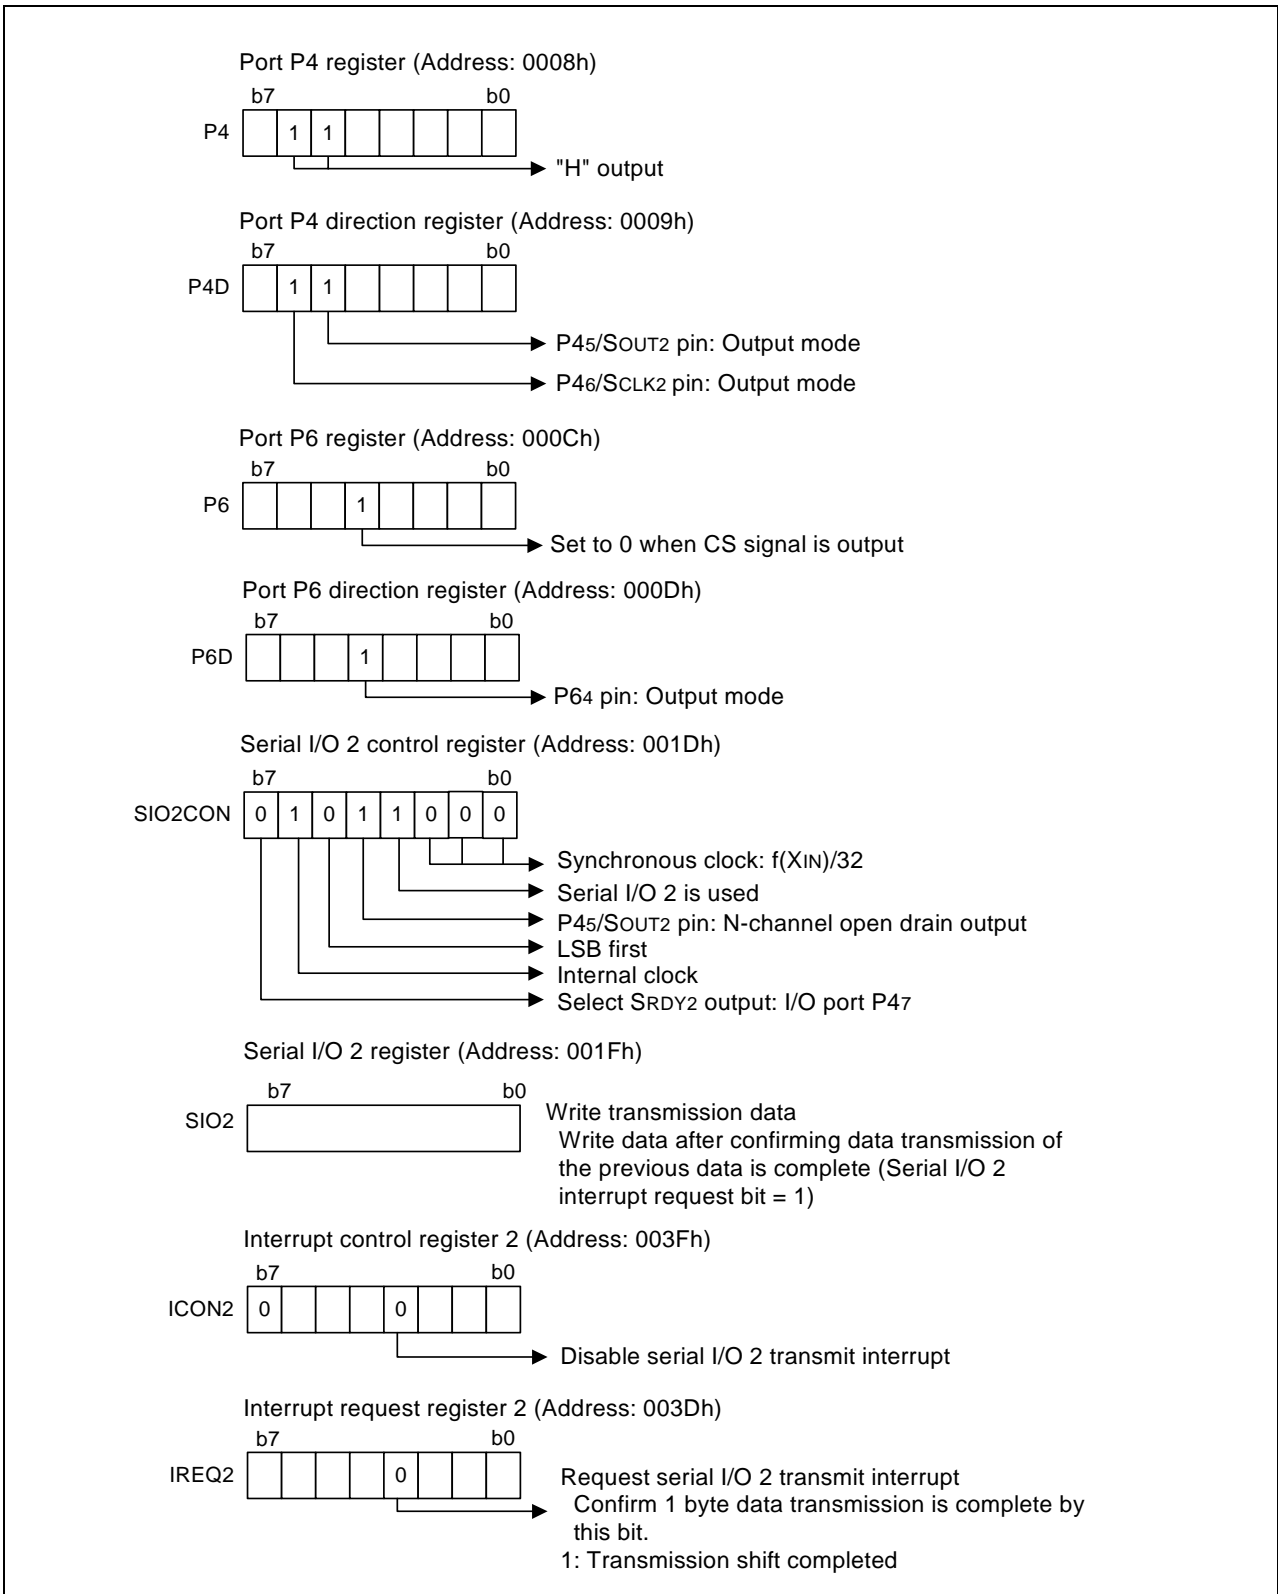 Port P4 register (Address: 0008h)
b7 b0
P4 1 1
"H" output
Port P4 direction register (Address: 0009h)
b7 b0
P4D 1 1
P45/SOUT2 pin: Output mode
P46/SCLK2 pin: Output mode
Port P6 register (Address: 000Ch)
b7 b0
P6 1
Set to 0 when CS signal is output
Port P6 direction register (Address: 000Dh)
b7 b0
P6D 1
P64 pin: Output mode
Serial I/O 2 control register (Address: 001Dh)
b7 b0
SIO2CON 0 1 0 1 1 0 0 0
Synchronous clock: f(XIN)/32
Serial I/O 2 is used
P45/SOUT2 pin: N-channel open drain output
LSB first
Internal clock
Select SRDY2 output: I/O port P47
Serial I/O 2 register (Address: 001Fh)
b7 b0
SIO2 Write transmission data
Write data after confirming data transmission of
the previous data is complete (Serial I/O 2
interrupt request bit = 1)
Interrupt control register 2 (Address: 003Fh)
b7 b0
ICON2 0 0
Disable serial I/O 2 transmit interrupt
Interrupt request register 2 (Address: 003Dh)
b7 b0
IREQ2 0 Request serial I/O 2 transmit interrupt
Confirm 1 byte data transmission is complete by
this bit.
1: Transmission shift completed